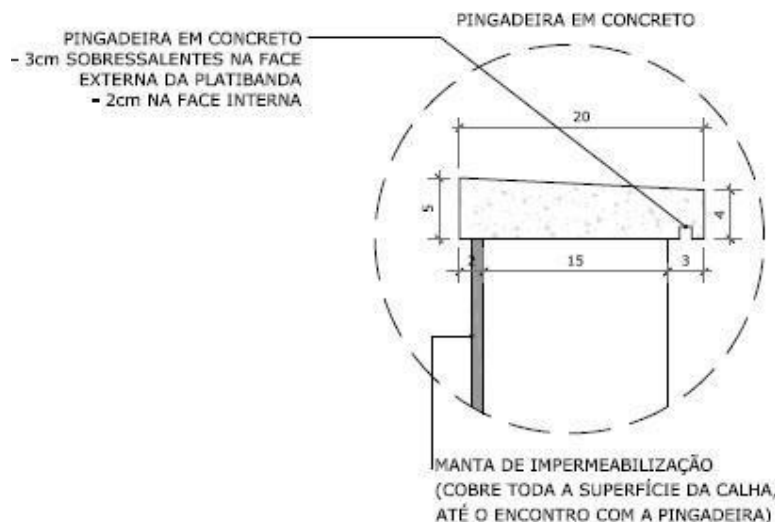 PINGADEIRA EM CONCRETO
PINGADEIRA EM CONCRETO
- 3cm SOBRESSALENTES NA FACE
EXTERNA DA PLATIBANDA
- 2cm NA FACE INTERNA
20
5
4
2
15
3
MANTA DE IMPERMEABILIZAÇÃO
(COBRE TODA A SUPERFÍCIE DA CALHA,
ATÉ O ENCONTRO COM A PINGADEIRA)